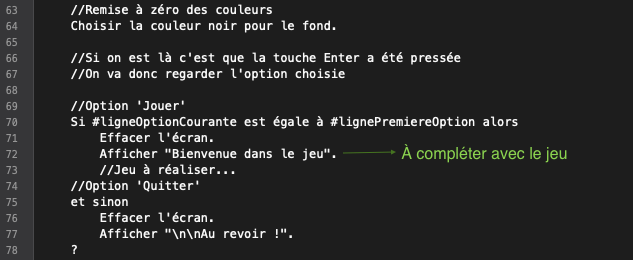 63 //Remise à zéro des couleurs
64 Choisir la couleur noir pour le fond.
65
66 //Si on est là c'est que la touche Enter a été pressée
67 //On va donc regarder l'option choisie
68
69 //Option 'Jouer'
70 Si #ligneOptionCourante est égale à #lignePremiereOption alors
71 Effacer l'écran.
72 Afficher "Bienvenue dans le jeu". À compléter avec le jeu
73 //Jeu à réaliser...
74 //Option 'Quitter'
75 et sinon
76 Effacer l'écran.
77 Afficher "\n\nAu revoir !".
78 ?